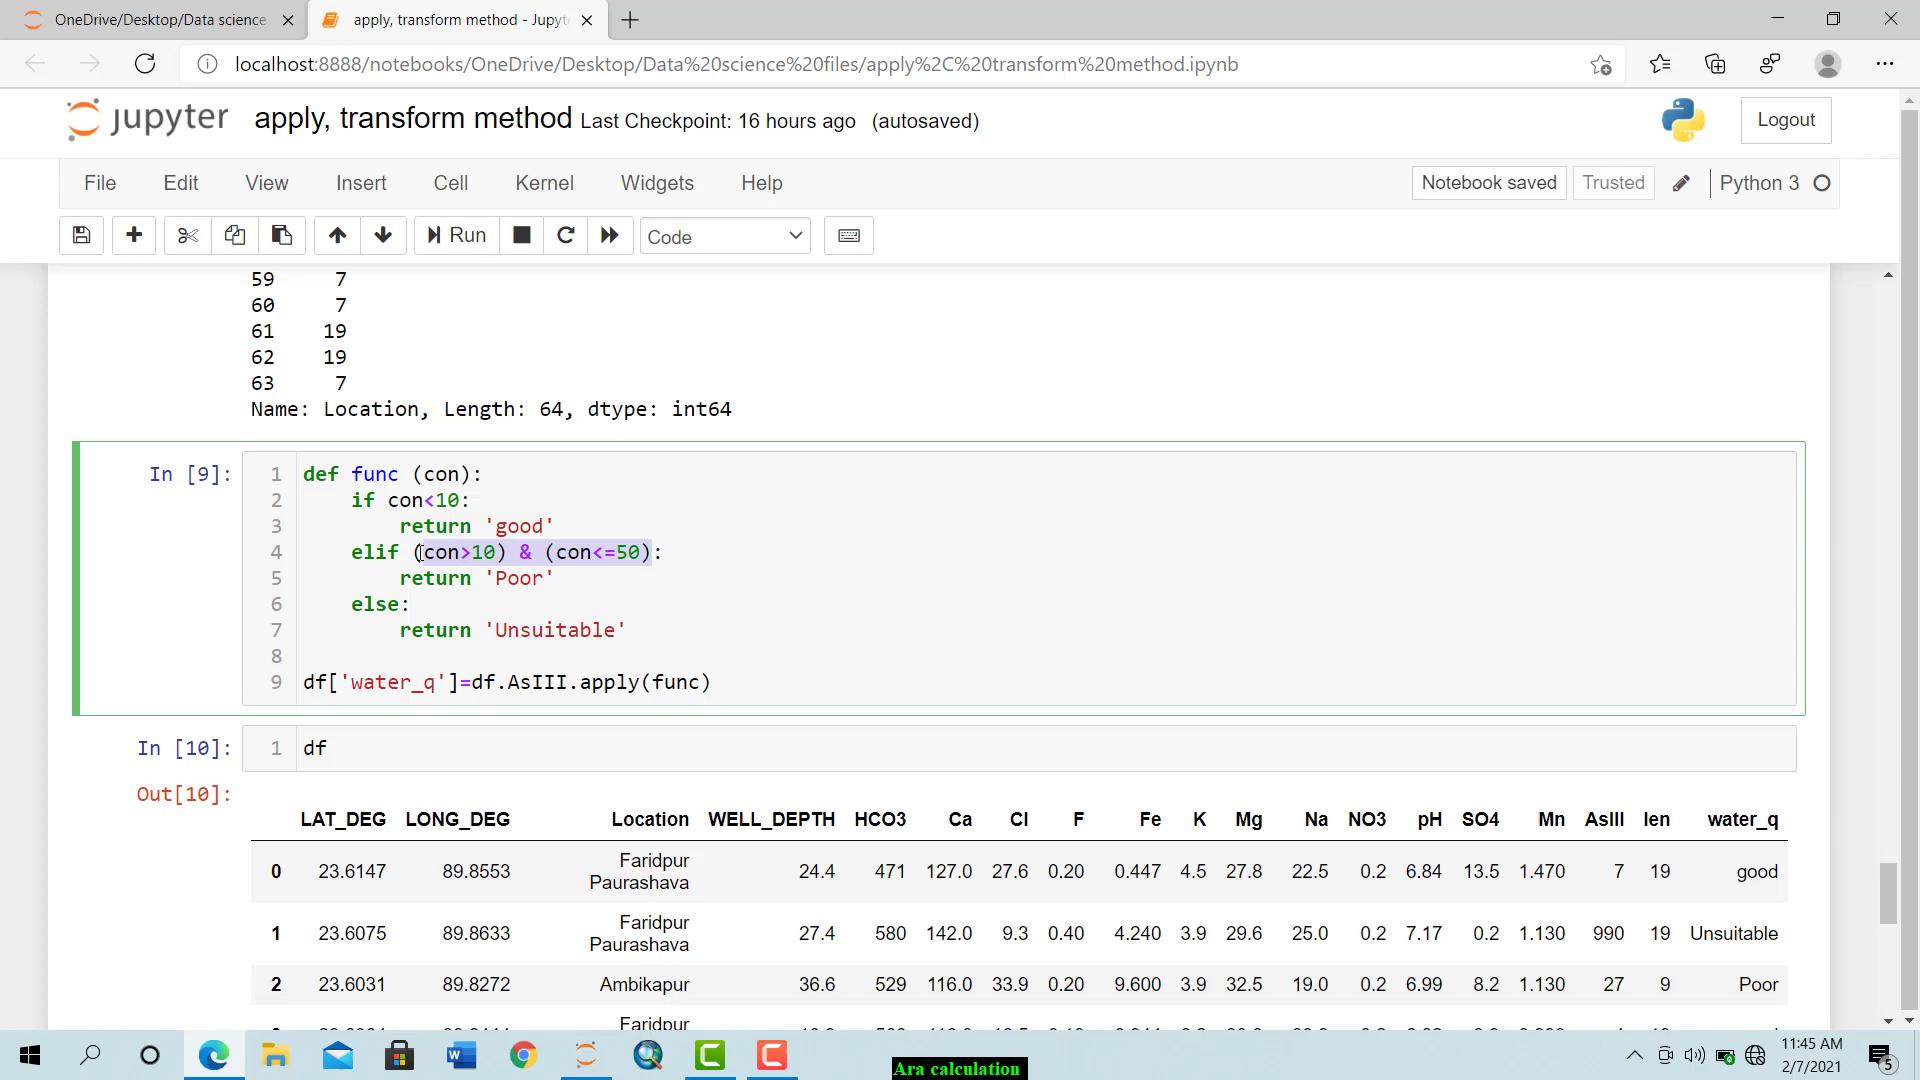 OneDrive/Desktop/Data science
apply, transform method - Jupyt
localhost:8888/notebooks/OneDrive/Desktop/Data%20science%20files/apply%2C%20transform%20method.ipynb
jupyter apply, transform method Last Checkpoint: 16 hours ago (autosaved)
Logout
File Edit View Insert Cell Kernel Widgets Help
Notebook saved Trusted Python 3
Run Code
59 7
60 7
61 19
62 19
63 7
Name: Location, Length: 64, dtype: int64
In [9]:
1 def func (con):
2 if con<10:
3 return 'good'
4 elif (con>10) & (con<=50):
5 return 'Poor'
6 else:
7 return 'Unsuitable'
8
9 df['water_q']=df.AsIII.apply(func)
In [10]: 1 df
Out[10]:
LAT_DEG LONG_DEG Location WELL_DEPTH HCO3 Ca Cl F Fe K Mg Na NO3 pH SO4 Mn AsIII len water_q
0 23.6147 89.8553 Faridpur Paurashava 24.4 471 127.0 27.6 0.20 0.447 4.5 27.8 22.5 0.2 6.84 13.5 1.470 7 19 good
1 23.6075 89.8633 Faridpur Paurashava 27.4 580 142.0 9.3 0.40 4.240 3.9 29.6 25.0 0.2 7.17 0.2 1.130 990 19 Unsuitable
2 23.6031 89.8272 Ambikapur 36.6 529 116.0 33.9 0.20 9.600 3.9 32.5 19.0 0.2 6.99 8.2 1.130 27 9 Poor
Faridpur
Ara calculation
11:45 AM
2/7/2021
5